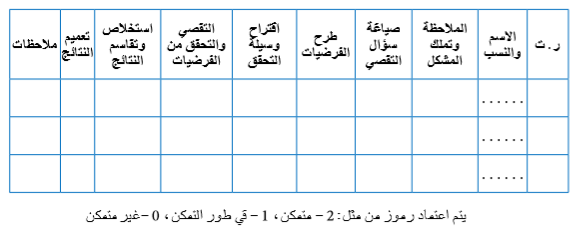 ر . ت
الاسم
والنسب
الملاحظة
وتملك
المشكل
صياغة
سؤال
التقصي
طرح
الفرضيات
اقتراح
وسيلة
التحقق
التقصي
والتحقق من
الفرضيات
استخلاص
وتقاسم
النتائج
تعميم
النتائج
ملاحظات
......
......
......
يتم اعتماد رموز من مثل: 2 – متمكن، 1 – في طور التمكن، 0 –غير متمكن